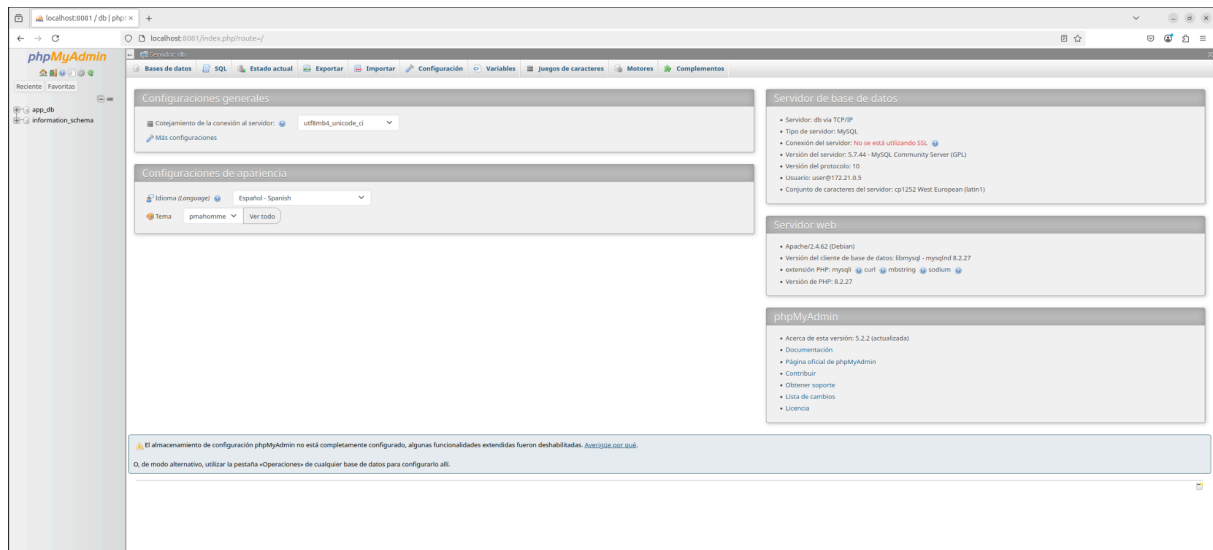 localhost:8081 / db | php
localhost:8081/index.php?route=/
phpMyAdmin
Reciente Favoritas
app_db
information_schema
Servidor: db
Bases de datos SQL Estado actual Exportar Importar Configuración Variables Juegos de caracteres Motores Complementos
Configuraciones generales
Cotejamiento de la conexión al servidor: utf8mb4_unicode_ci
Más configuraciones
Configuraciones de apariencia
Idioma (Language) Español - Spanish
Tema pmahomme Ver todo
Servidor de base de datos
• Servidor: db via TCP/IP
• Tipo de servidor: MySQL
• Conexión del servidor: No se está utilizando SSL
• Versión del servidor: 5.7.44 - MySQL Community Server (GPL)
• Versión del protocolo: 10
• Usuario: user@172.21.0.5
• Conjunto de caracteres del servidor: cp1252 West European (latin1)
Servidor web
• Apache/2.4.62 (Debian)
• Versión del cliente de base de datos: libmysql - mysqlnd 8.2.27
• extensión PHP: mysqli curl mbstring sodium
• Versión de PHP: 8.2.27
phpMyAdmin
• Acerca de esta versión: 5.2.2 (actualizada)
• Documentación
• Página oficial de phpMyAdmin
• Contribuir
• Obtener soporte
• Lista de cambios
• Licencia
El almacenamiento de configuración phpMyAdmin no está completamente configurado, algunas funcionalidades extendidas fueron deshabilitadas. Averigüe por qué.
O, de modo alternativo, utilizar la pestaña «Operaciones» de cualquier base de datos para configurarlo allí.